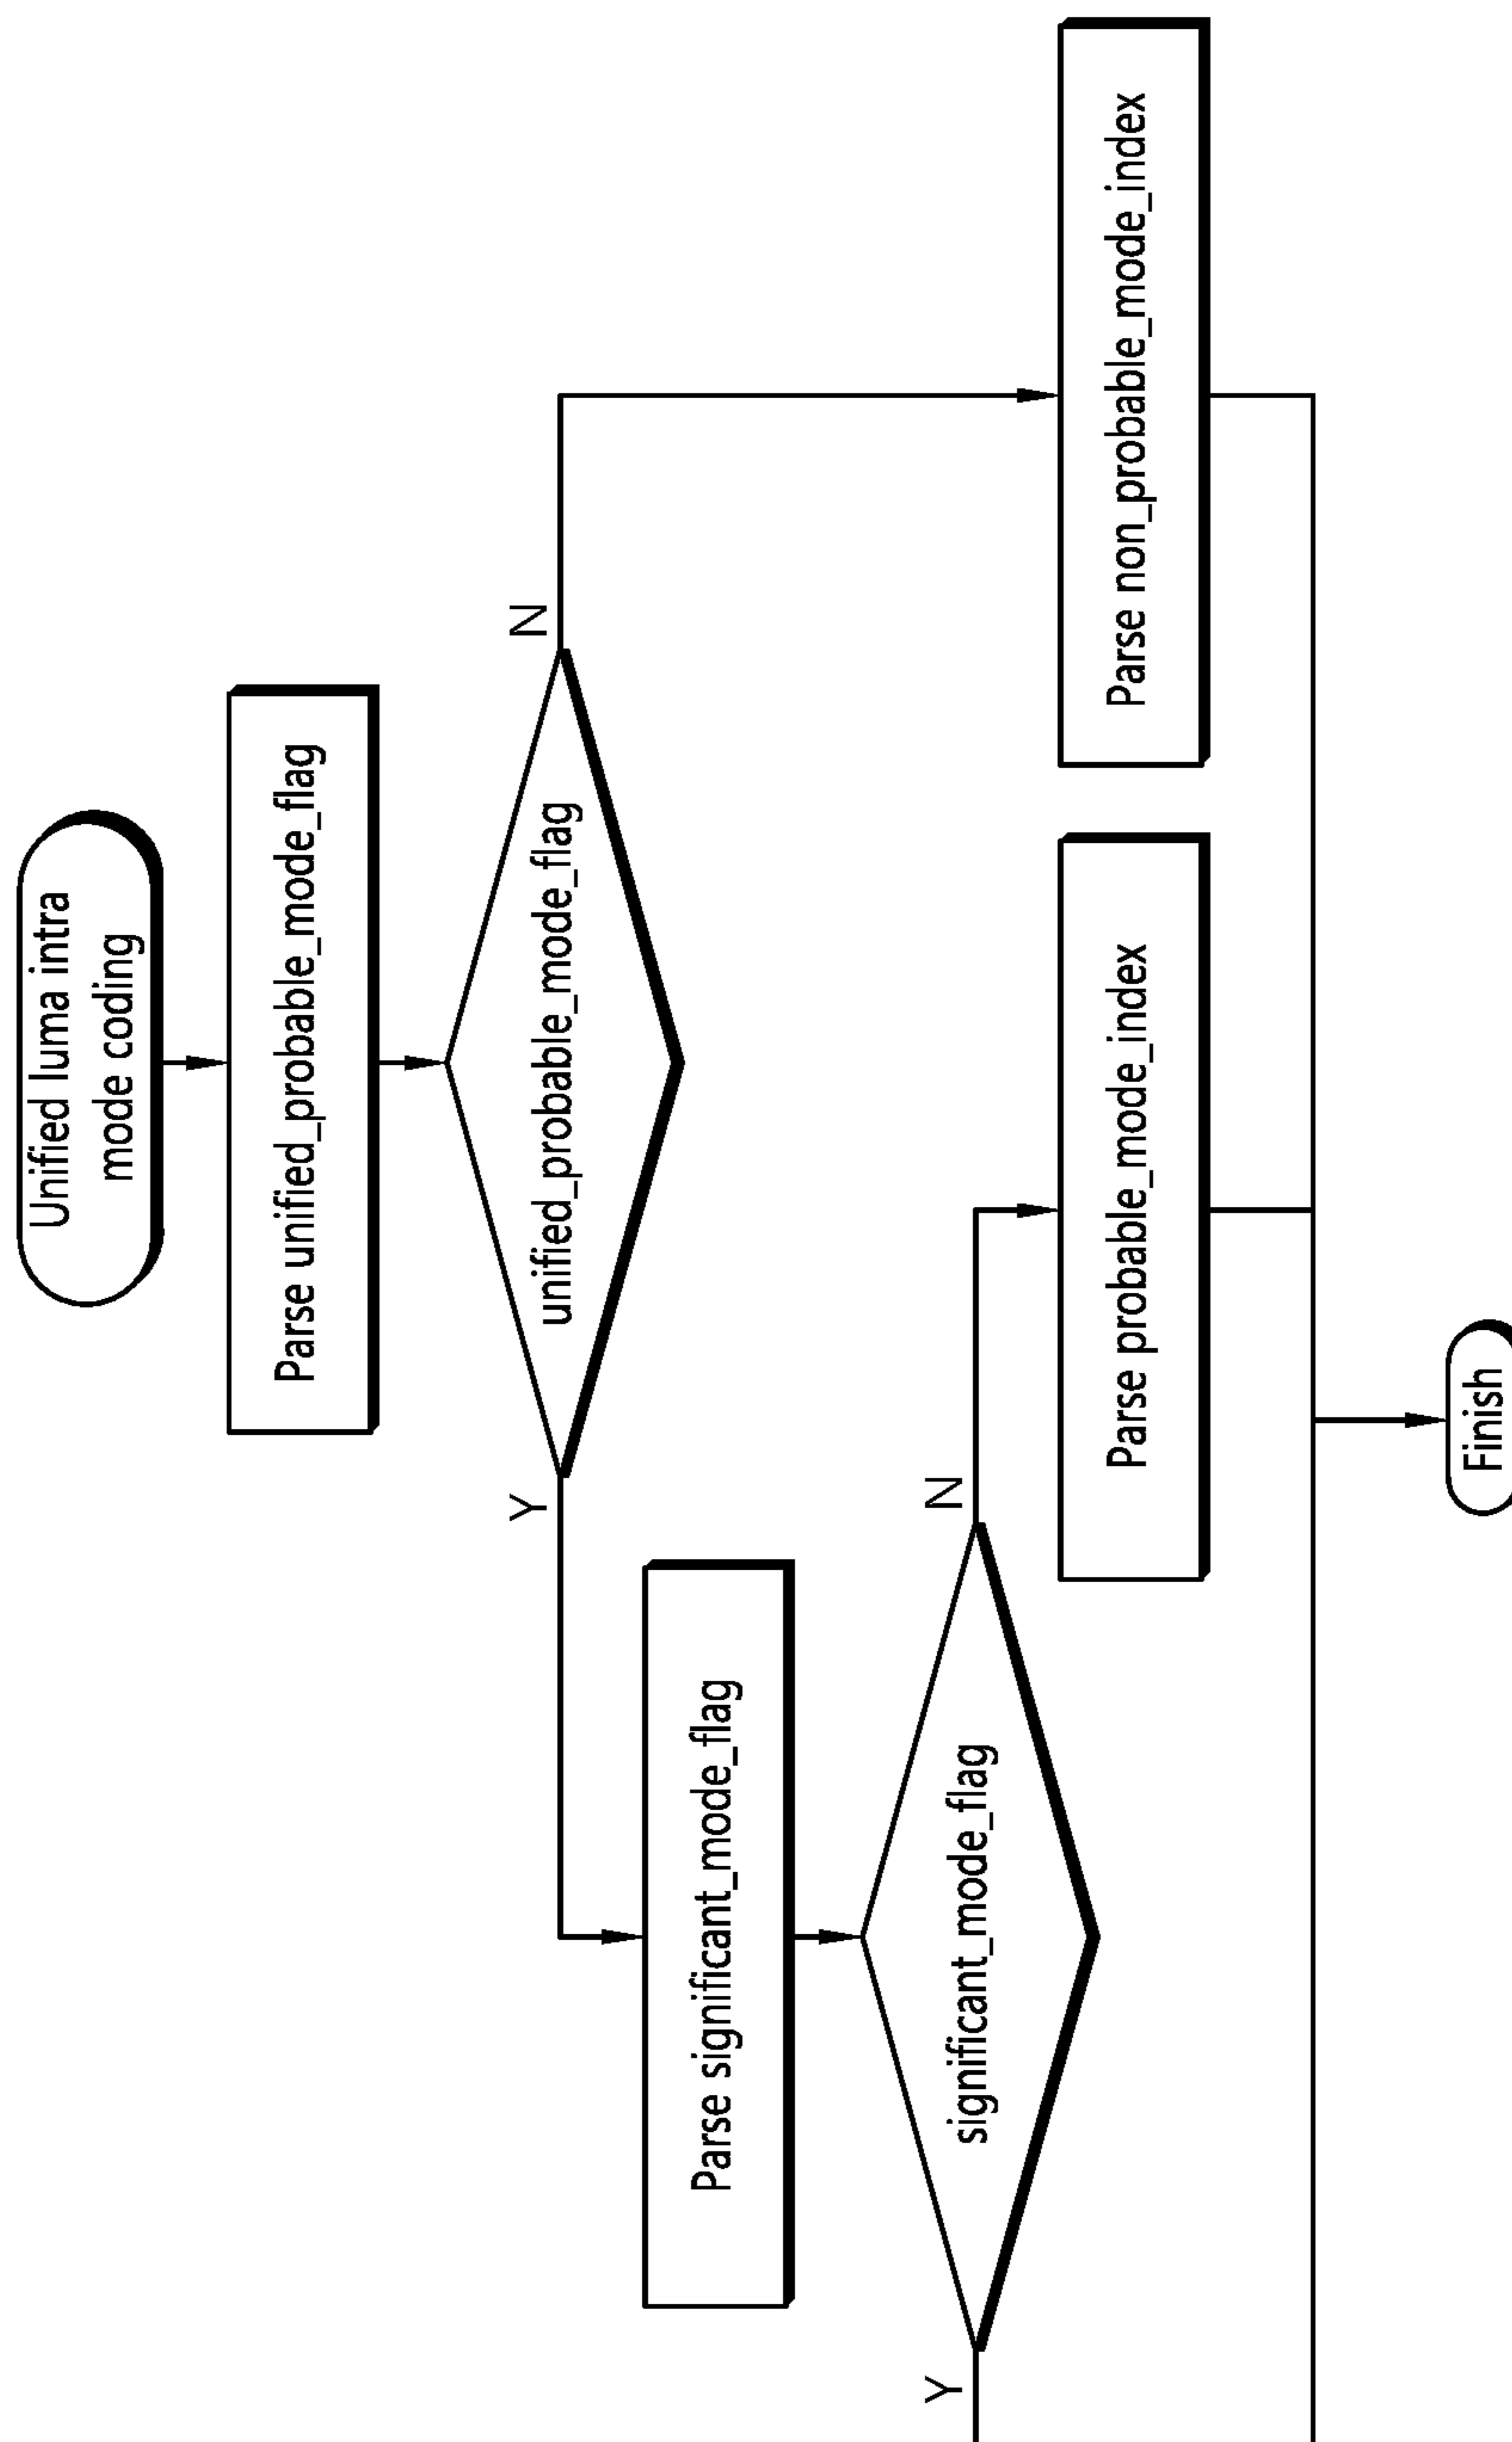 Unified luma intra
mode coding
Parse unified_probable_mode_flag
unified_probable_mode_flag
Y
N
Parse significant_mode_flag
significant_mode_flag
Y
N
Parse probable_mode_index
Parse non_probable_mode_index
Finish